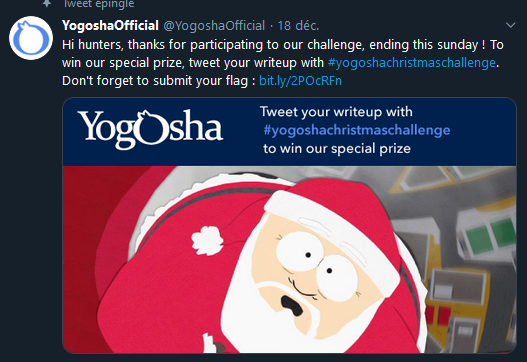 Tweet épinglé
YogoshaOfficial @YogoshaOfficial · 18 déc.
Hi hunters, thanks for participating to our challenge, ending this sunday ! To
win our special prize, tweet your writeup with #yogoshachristmaschallenge.
Don't forget to submit your flag : bit.ly/2POcRFn
YogOsha
Tweet your writeup with
#yogoshachristmaschallenge
to win our special prize